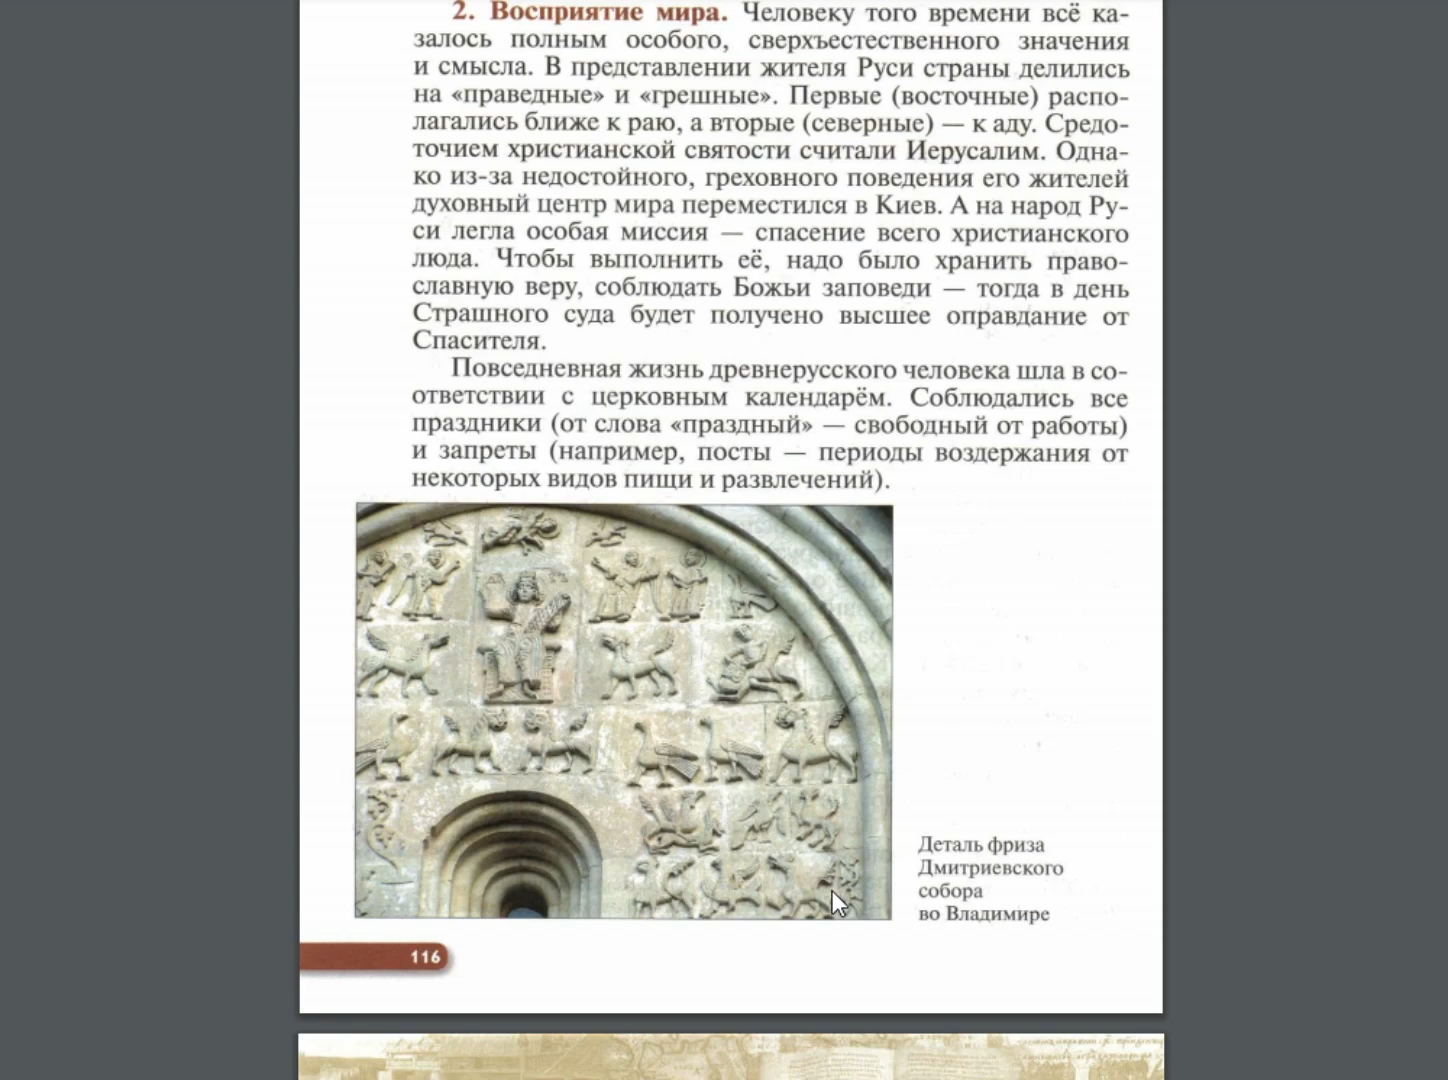 2. Восприятие мира. Человеку того времени всё ка-
залось полным особого, сверхъестественного значения
и смысла. В представлении жителя Руси страны делились
на «праведные» и «грешные». Первые (восточные) распо-
лагались ближе к раю, а вторые (северные) — к аду. Средо-
точием христианской святости считали Иерусалим. Одна-
ко из-за недостойного, греховного поведения его жителей
духовный центр мира переместился в Киев. А на народ Ру-
си легла особая миссия — спасение всего христианского
люда. Чтобы выполнить её, надо было хранить право-
славную веру, соблюдать Божьи заповеди — тогда в день
Страшного суда будет получено высшее оправдание от
Спасителя.
Повседневная жизнь древнерусского человека шла в со-
ответствии с церковным календарём. Соблюдались все
праздники (от слова «праздный» — свободный от работы)
и запреты (например, посты — периоды воздержания от
некоторых видов пищи и развлечений).
Деталь фриза
Дмитриевского
собора
во Владимире
116